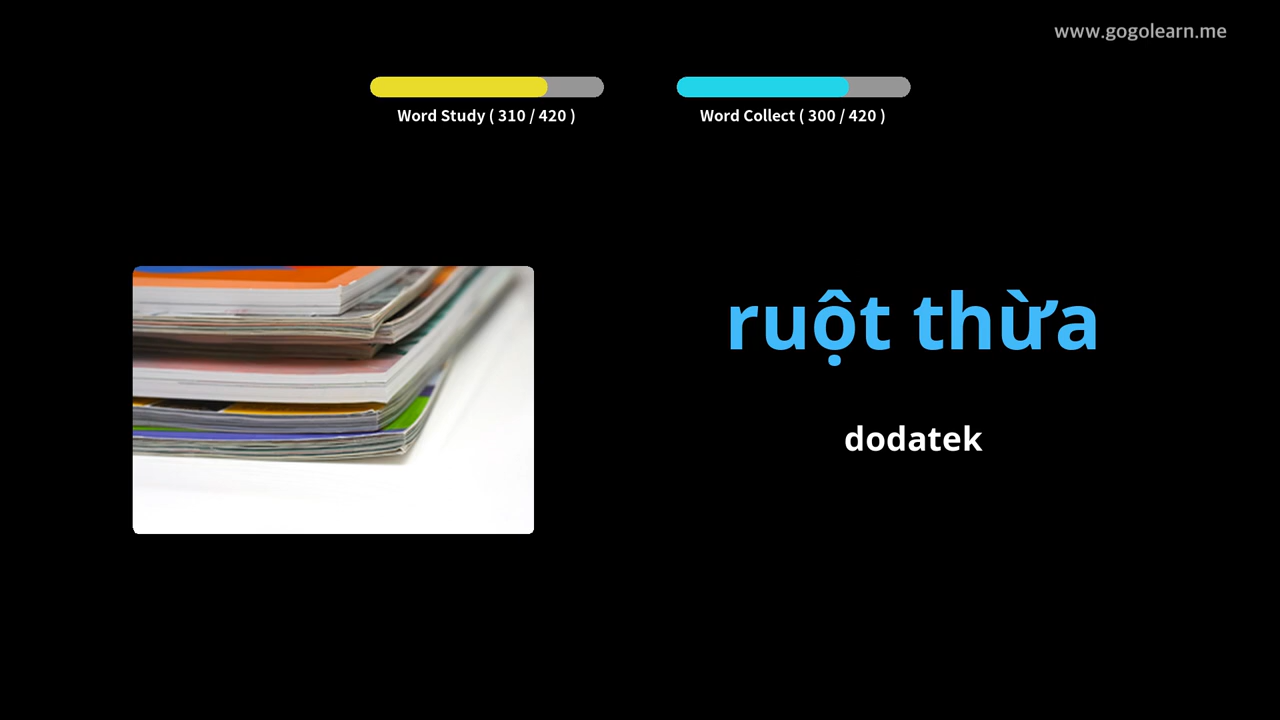 www.gogolearn.me
Word Study ( 310 / 420 )
Word Collect ( 300 / 420 )
ruột thừa
dodatek